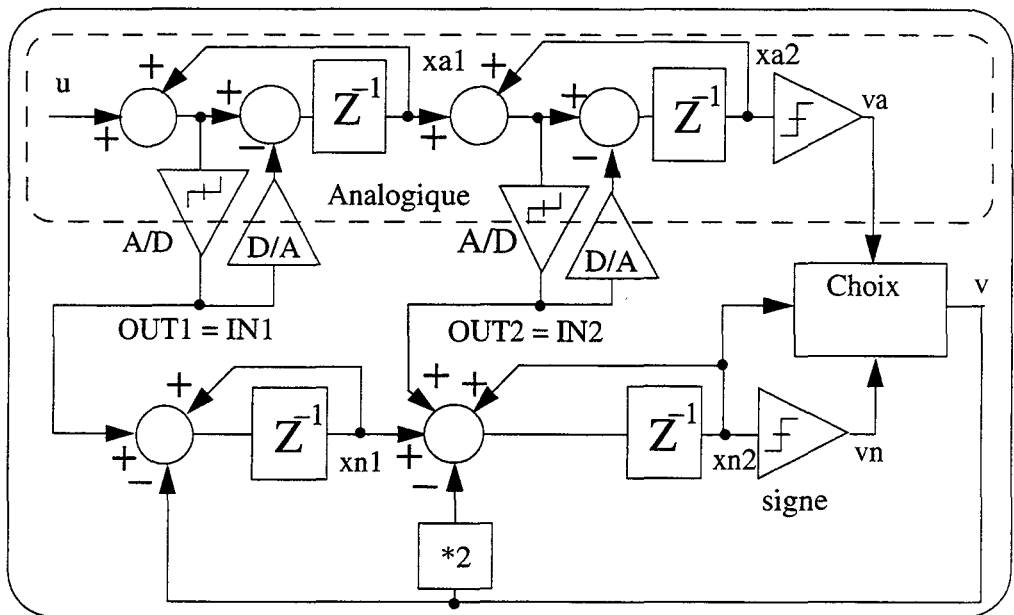 u
+
+
+
−
Z⁻¹
xa1
+
+
+
−
Z⁻¹
xa2
va
Analogique
A/D
D/A
A/D
D/A
OUT1 = IN1
OUT2 = IN2
Choix
v
+
+
−
Z⁻¹
xn1
+
+
+
−
Z⁻¹
xn2
vn
signe
*2